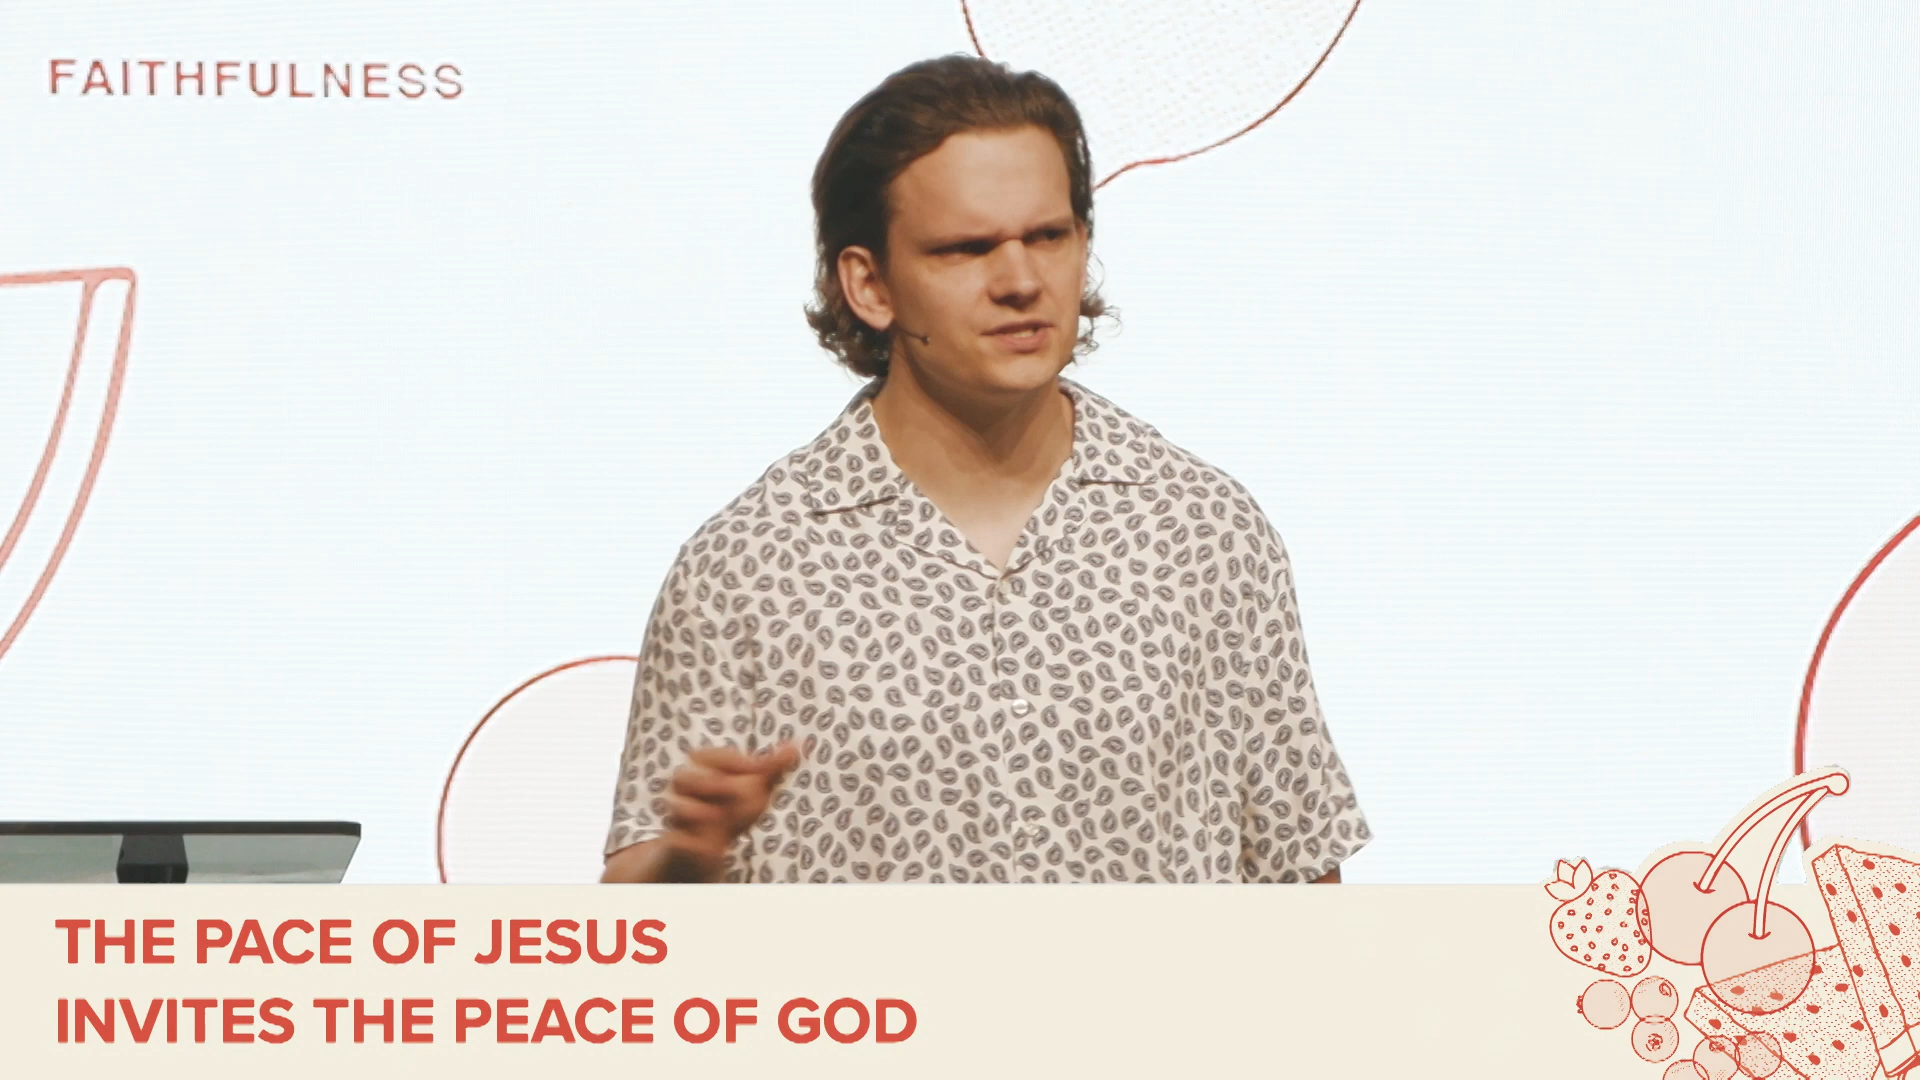 FAITHFULNESS
THE PACE OF JESUS
INVITES THE PEACE OF GOD